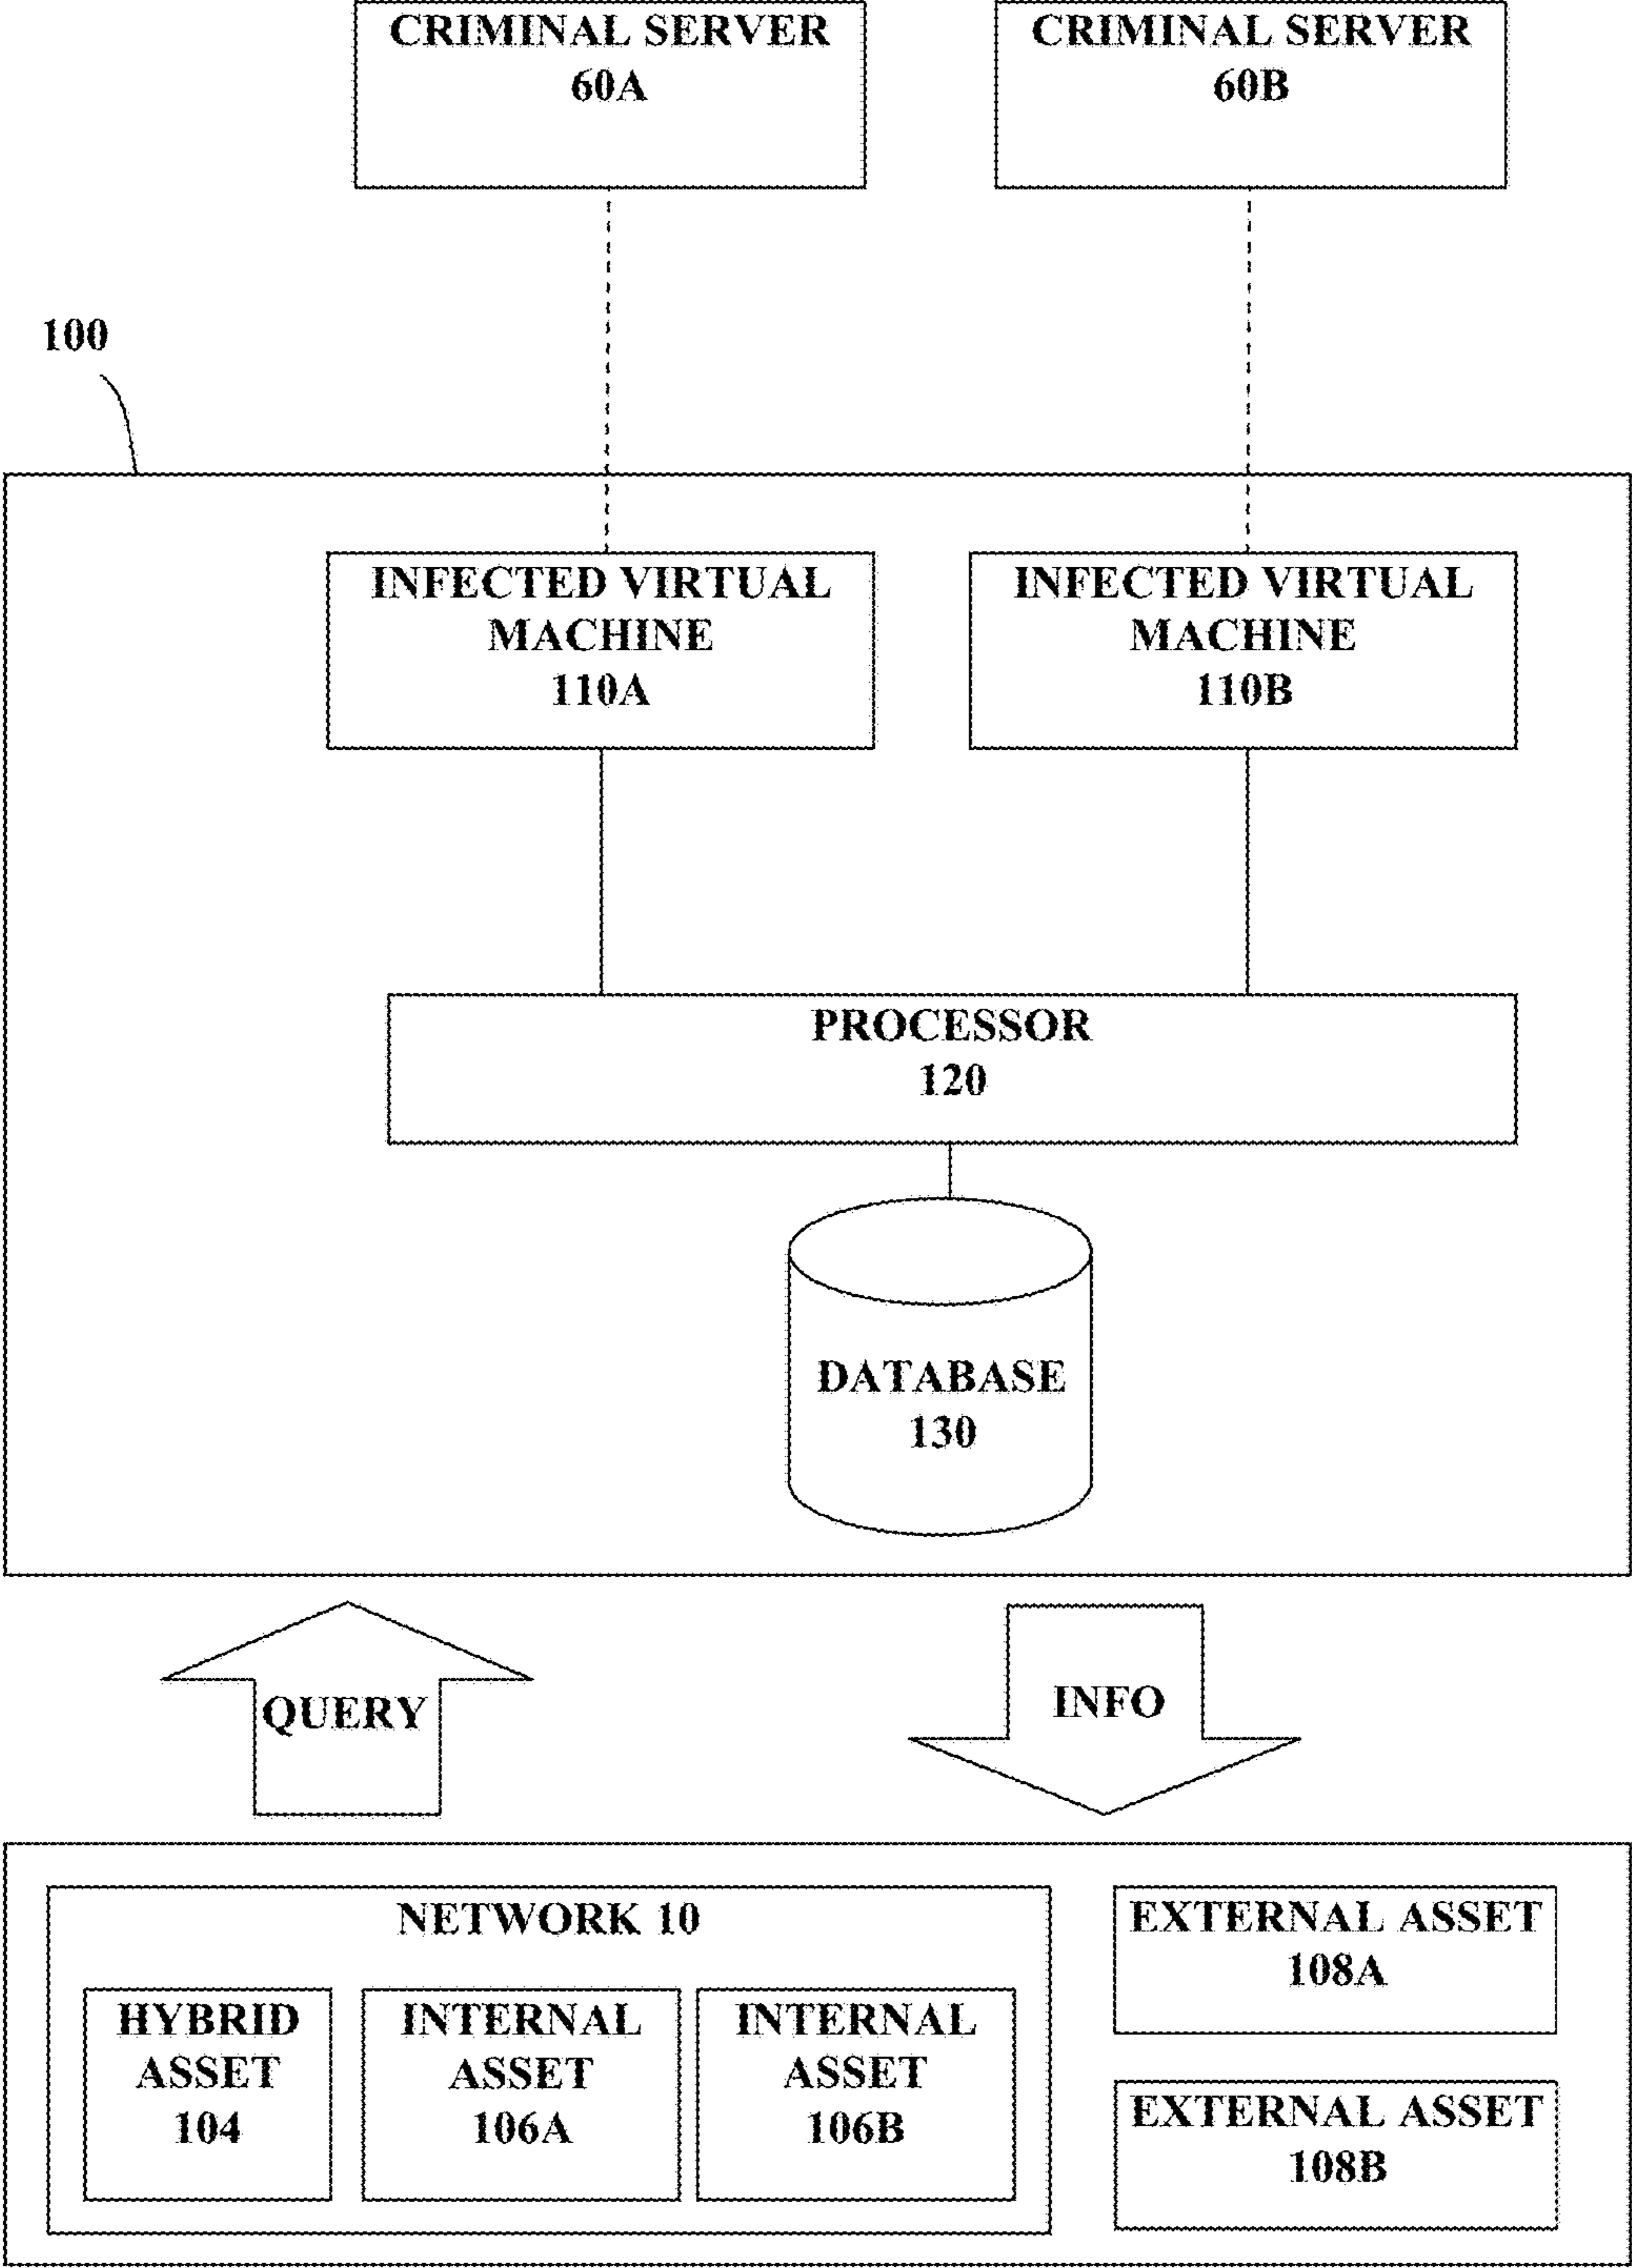 CRIMINAL SERVER
60A
CRIMINAL SERVER
60B
100
INFECTED VIRTUAL
MACHINE
110A
INFECTED VIRTUAL
MACHINE
110B
PROCESSOR
120
DATABASE
130
QUERY
INFO
NETWORK 10
HYBRID
ASSET
104
INTERNAL
ASSET
106A
INTERNAL
ASSET
106B
EXTERNAL ASSET
108A
EXTERNAL ASSET
108B